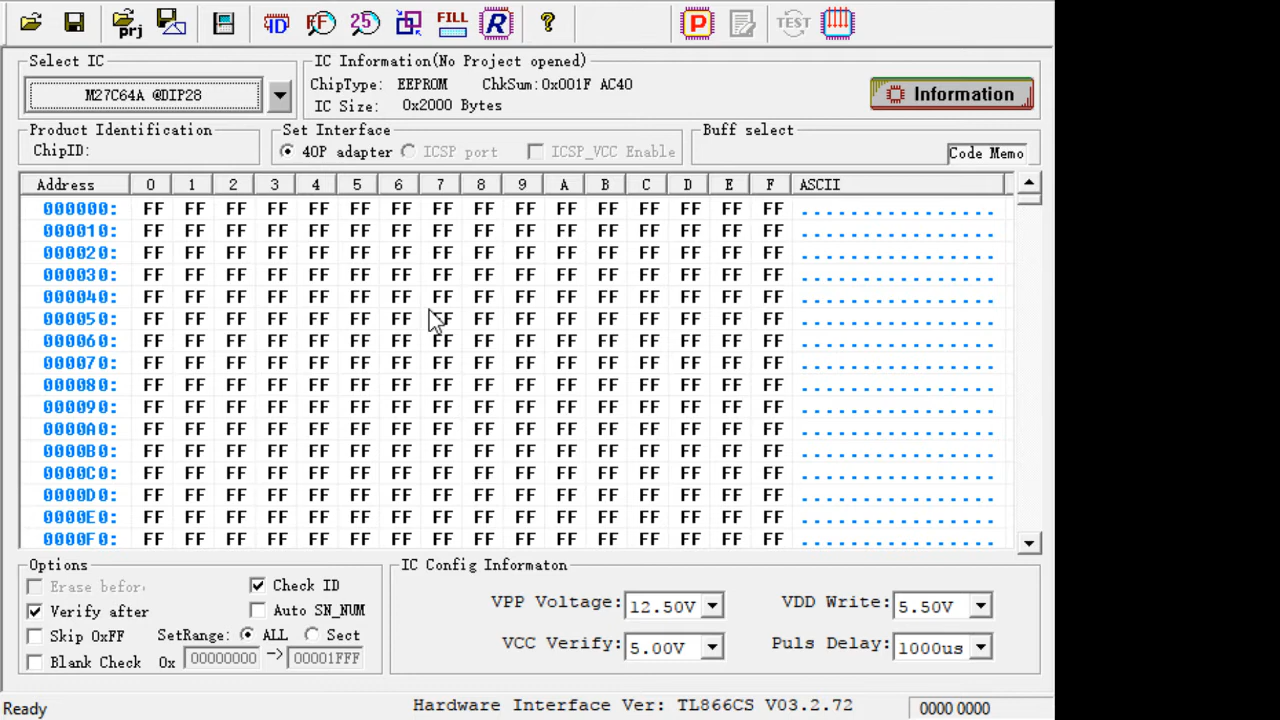 prj ID FF 25 FILL R ? P TEST
Select IC
M27C64A @DIP28
IC Information(No Project opened)
ChipType: EEPROM ChkSum:0x001F AC40
IC Size: 0x2000 Bytes
Information
Product Identification
ChipID:
Set Interface
40P adapter ICSP port ICSP_VCC Enable
Buff select
Code Memo
Address 0 1 2 3 4 5 6 7 8 9 A B C D E F ASCII
000000: FF FF FF FF FF FF FF FF FF FF FF FF FF FF FF FF ................
000010: FF FF FF FF FF FF FF FF FF FF FF FF FF FF FF FF ................
000020: FF FF FF FF FF FF FF FF FF FF FF FF FF FF FF FF ................
000030: FF FF FF FF FF FF FF FF FF FF FF FF FF FF FF FF ................
000040: FF FF FF FF FF FF FF FF FF FF FF FF FF FF FF FF ................
000050: FF FF FF FF FF FF FF FF FF FF FF FF FF FF FF FF ................
000060: FF FF FF FF FF FF FF FF FF FF FF FF FF FF FF FF ................
000070: FF FF FF FF FF FF FF FF FF FF FF FF FF FF FF FF ................
000080: FF FF FF FF FF FF FF FF FF FF FF FF FF FF FF FF ................
000090: FF FF FF FF FF FF FF FF FF FF FF FF FF FF FF FF ................
0000A0: FF FF FF FF FF FF FF FF FF FF FF FF FF FF FF FF ................
0000B0: FF FF FF FF FF FF FF FF FF FF FF FF FF FF FF FF ................
0000C0: FF FF FF FF FF FF FF FF FF FF FF FF FF FF FF FF ................
0000D0: FF FF FF FF FF FF FF FF FF FF FF FF FF FF FF FF ................
0000E0: FF FF FF FF FF FF FF FF FF FF FF FF FF FF FF FF ................
0000F0: FF FF FF FF FF FF FF FF FF FF FF FF FF FF FF FF ................
Options
Erase befor
Check ID
Verify after
Auto SN_NUM
Skip 0xFF SetRange: ALL Sect
Blank Check 0x 00000000 -> 00001FFF
IC Config Informaton
VPP Voltage: 12.50V VDD Write: 5.50V
VCC Verify: 5.00V Puls Delay: 1000us
Ready
Hardware Interface Ver: TL866CS V03.2.72
0000 0000